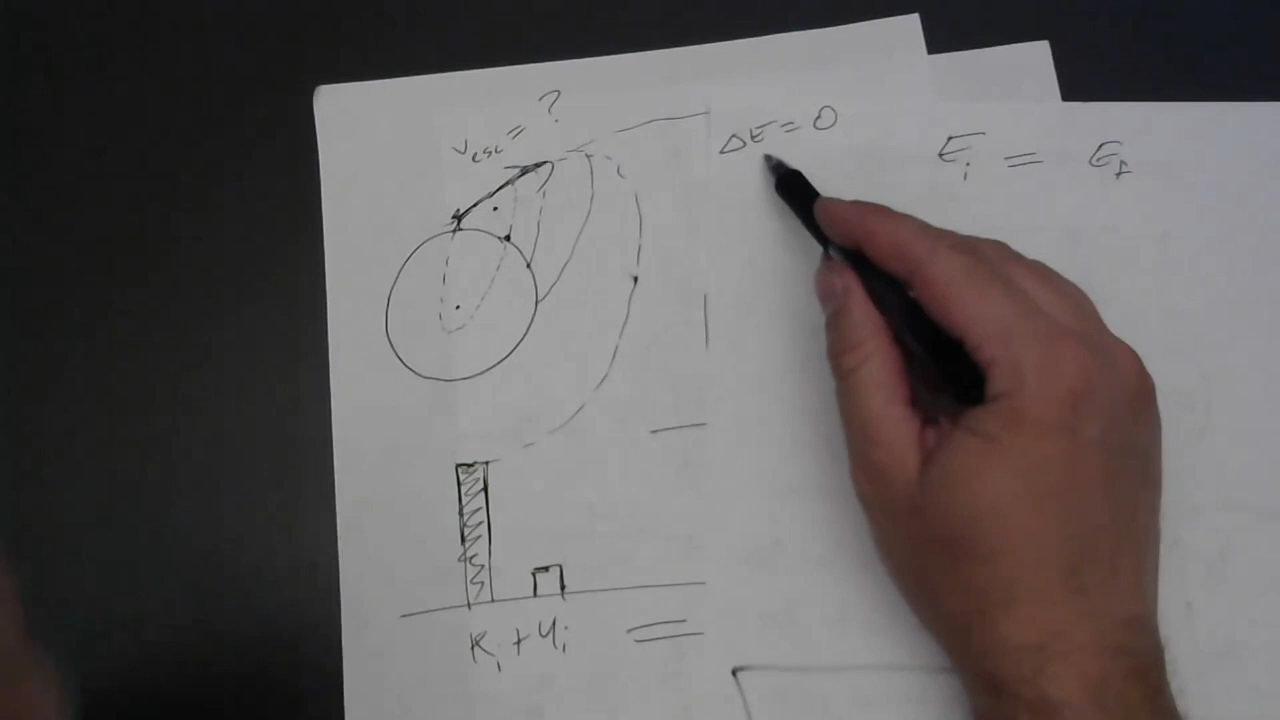 v_esc = ?
ΔE = 0
E_i = E_f
K_i + U_i =